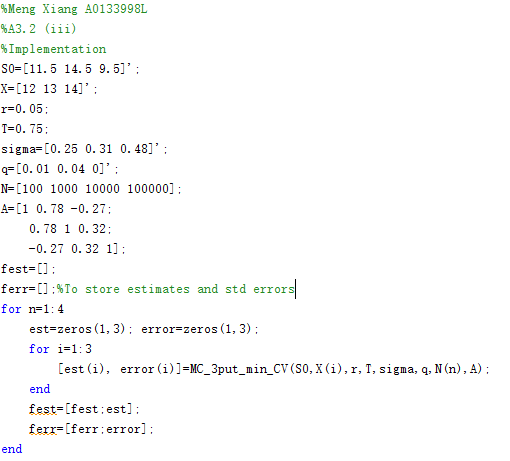 %Meng Xiang A0133998L
%A3.2 (iii)
%Implementation
S0=[11.5 14.5 9.5]';
X=[12 13 14]';
r=0.05;
T=0.75;
sigma=[0.25 0.31 0.48]';
q=[0.01 0.04 0]';
N=[100 1000 10000 100000];
A=[1 0.78 -0.27;
    0.78 1 0.32;
    -0.27 0.32 1];
fest=[];
ferr=[];%To store estimates and std errors
for n=1:4
    est=zeros(1,3); error=zeros(1,3);
    for i=1:3
        [est(i), error(i)]=MC_3put_min_CV(S0,X(i),r,T,sigma,q,N(n),A);
    end
    fest=[fest;est];
    ferr=[ferr;error];
end